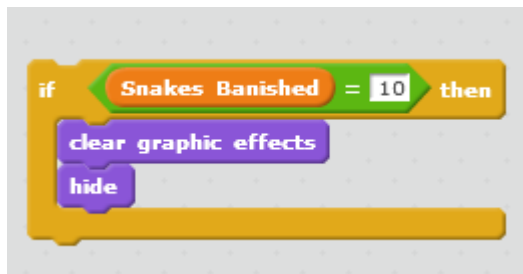 if Snakes Banished = 10 then
clear graphic effects
hide